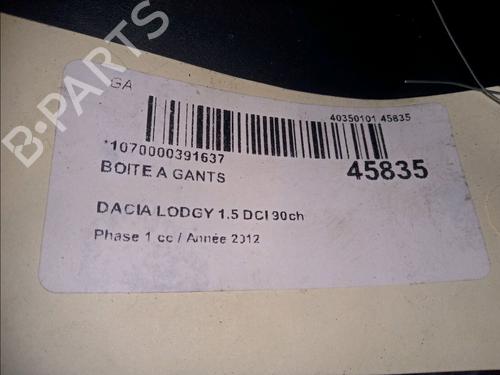 GA
40350101 45835
*1070000391637
BOITE A GANTS
45835
DACIA LODGY 1.5 DCI 90ch
Phase 1 cc / Année 2012
B-PARTS